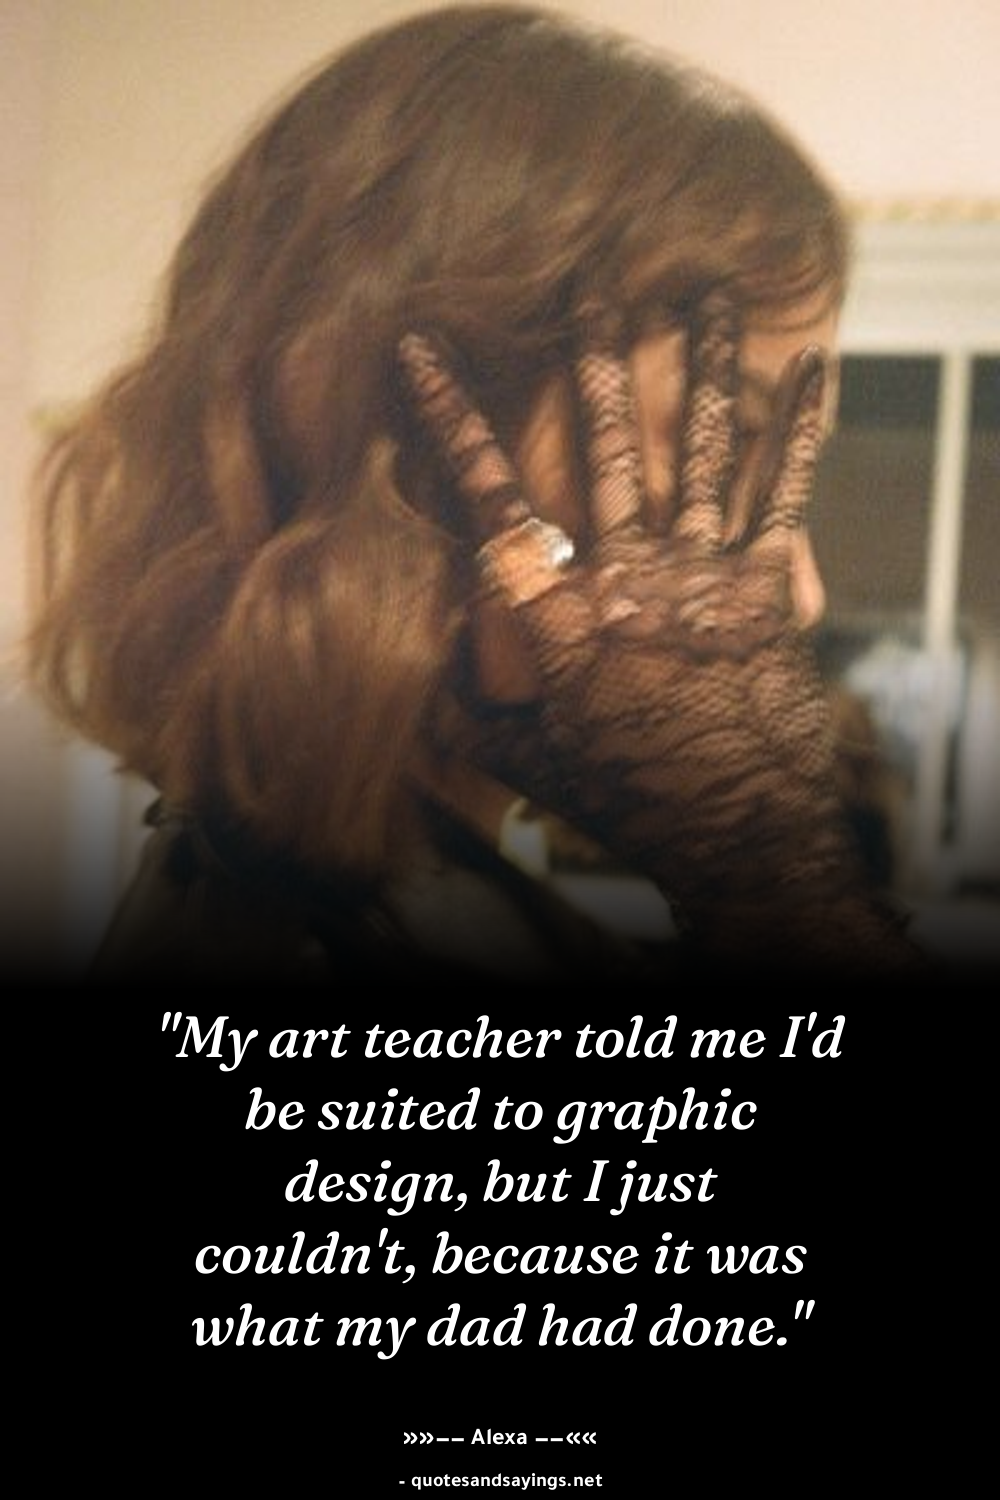 "My art teacher told me I'd
be suited to graphic
design, but I just
couldn't, because it was
what my dad had done."
»»–– Alexa ––««
- quotesandsayings.net